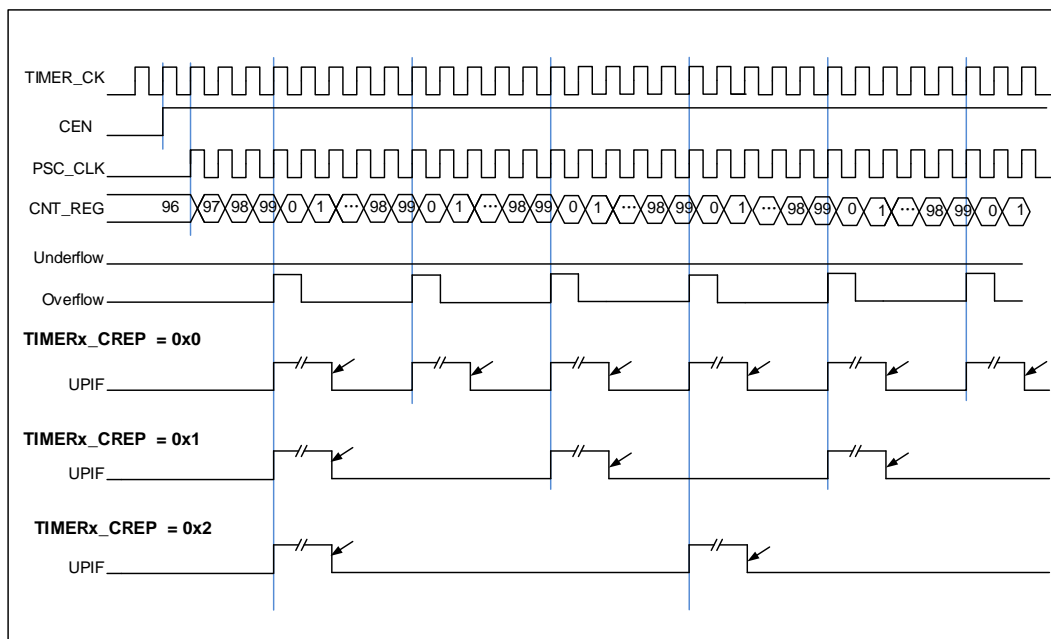 TIMER_CK
CEN
PSC_CLK
CNT_REG 96 97 98 99 0 1 ... 98 99 0 1 ... 98 99 0 1 ... 98 99 0 1 ... 98 99 0 1 ... 98 99 0 1
Underflow
Overflow
TIMERx_CREP = 0x0
UPIF
TIMERx_CREP = 0x1
UPIF
TIMERx_CREP = 0x2
UPIF